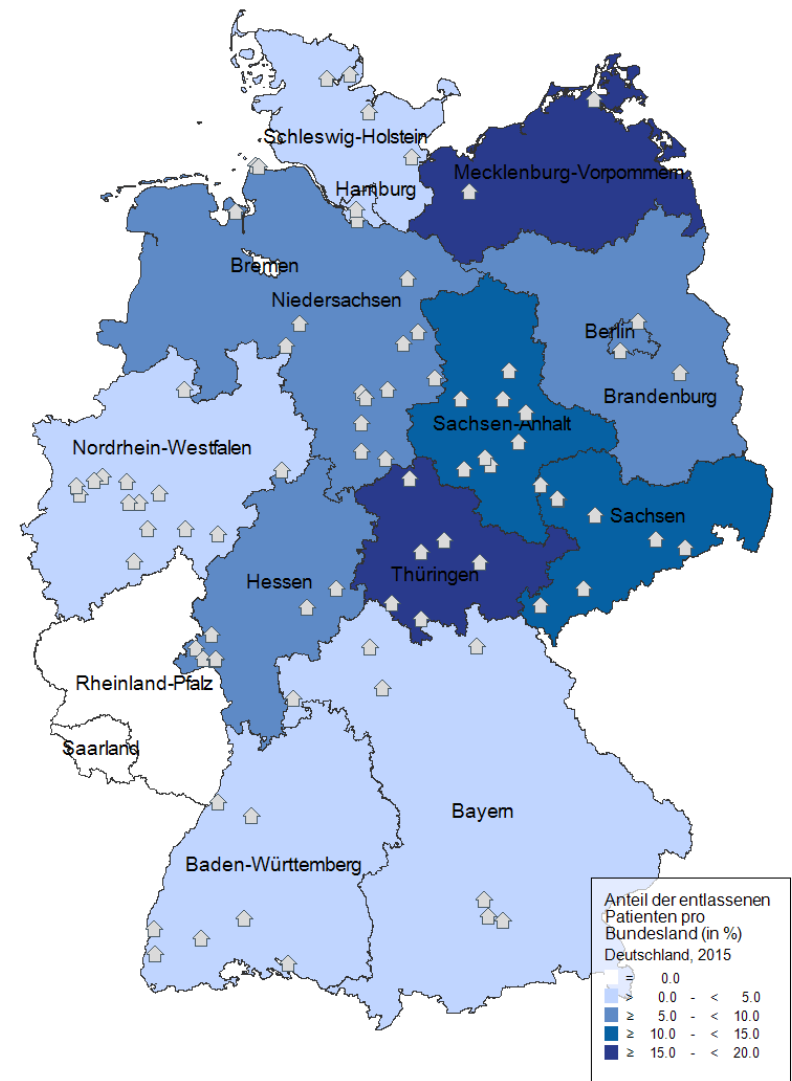 Schleswig-Holstein
Mecklenburg-Vorpommern
Hamburg
Bremen
Niedersachsen
Berlin
Brandenburg
Sachsen-Anhalt
Nordrhein-Westfalen
Sachsen
Thüringen
Hessen
Rheinland-Pfalz
Saarland
Bayern
Baden-Württemberg
Anteil der entlassenen
Patienten pro
Bundesland (in %)
Deutschland, 2015
= 0.0
> 0.0 - < 5.0
≥ 5.0 - < 10.0
≥ 10.0 - < 15.0
≥ 15.0 - < 20.0